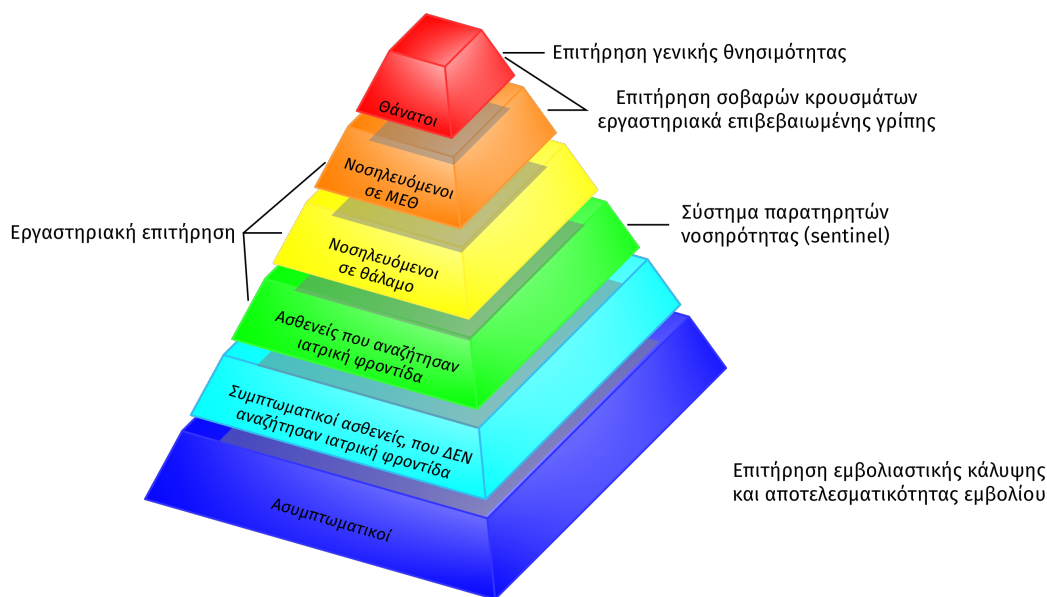 Επιτήρηση γενικής θνησιμότητας
Επιτήρηση σοβαρών κρουσμάτων
εργαστηριακά επιβεβαιωμένης γρίπης
Θάνατοι
Νοσηλευόμενοι
σε ΜΕΘ
Εργαστηριακή επιτήρηση
Σύστημα παρατηρητών
νοσηρότητας (sentinel)
Νοσηλευόμενοι
σε θάλαμο
Ασθενείς που αναζήτησαν
ιατρική φροντίδα
Συμπτωματικοί ασθενείς, που ΔΕΝ
αναζήτησαν ιατρική φροντίδα
Επιτήρηση εμβολιαστικής κάλυψης
και αποτελεσματικότητας εμβολίου
Ασυμπτωματικοί